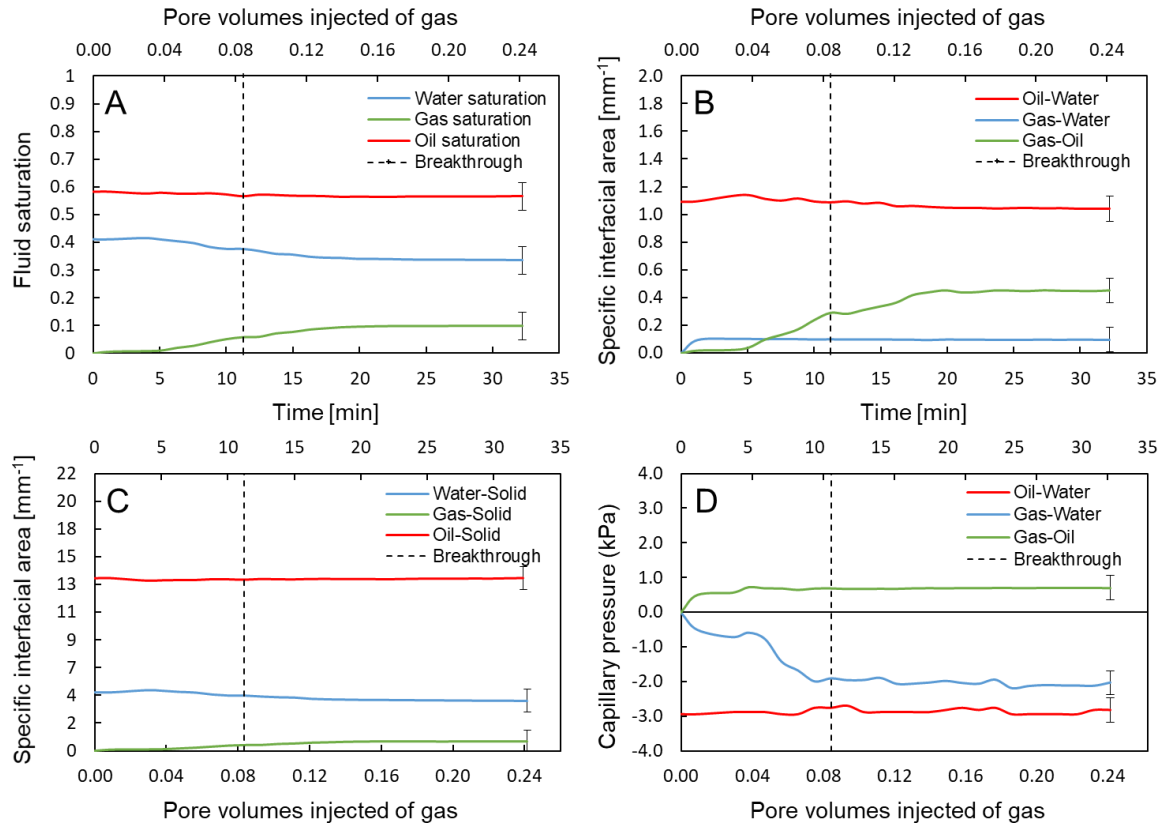 Pore volumes injected of gas
0.00 0.04 0.08 0.12 0.16 0.20 0.24
1
0.9
0.8
0.7
0.6
0.5
0.4
0.3
0.2
0.1
0
Fluid saturation
A
Water saturation
Gas saturation
Oil saturation
Breakthrough
0 5 10 15 20 25 30 35
Time [min]
Pore volumes injected of gas
0.00 0.04 0.08 0.12 0.16 0.20 0.24
2.0
1.8
1.6
1.4
1.2
1.0
0.8
0.6
0.4
0.2
0.0
Specific interfacial area [mm⁻¹]
B
Oil-Water
Gas-Water
Gas-Oil
Breakthrough
0 5 10 15 20 25 30 35
Time [min]
0 5 10 15 20 25 30 35
22
20
18
15
13
11
9
7
4
2
0
Specific interfacial area [mm⁻¹]
C
Water-Solid
Gas-Solid
Oil-Solid
Breakthrough
0.00 0.04 0.08 0.12 0.16 0.20 0.24
Pore volumes injected of gas
0 5 10 15 20 25 30 35
4.0
3.0
2.0
1.0
0.0
-1.0
-2.0
-3.0
-4.0
Capillary pressure (kPa)
D
Oil-Water
Gas-Water
Gas-Oil
Breakthrough
0.00 0.04 0.08 0.12 0.16 0.20 0.24
Pore volumes injected of gas